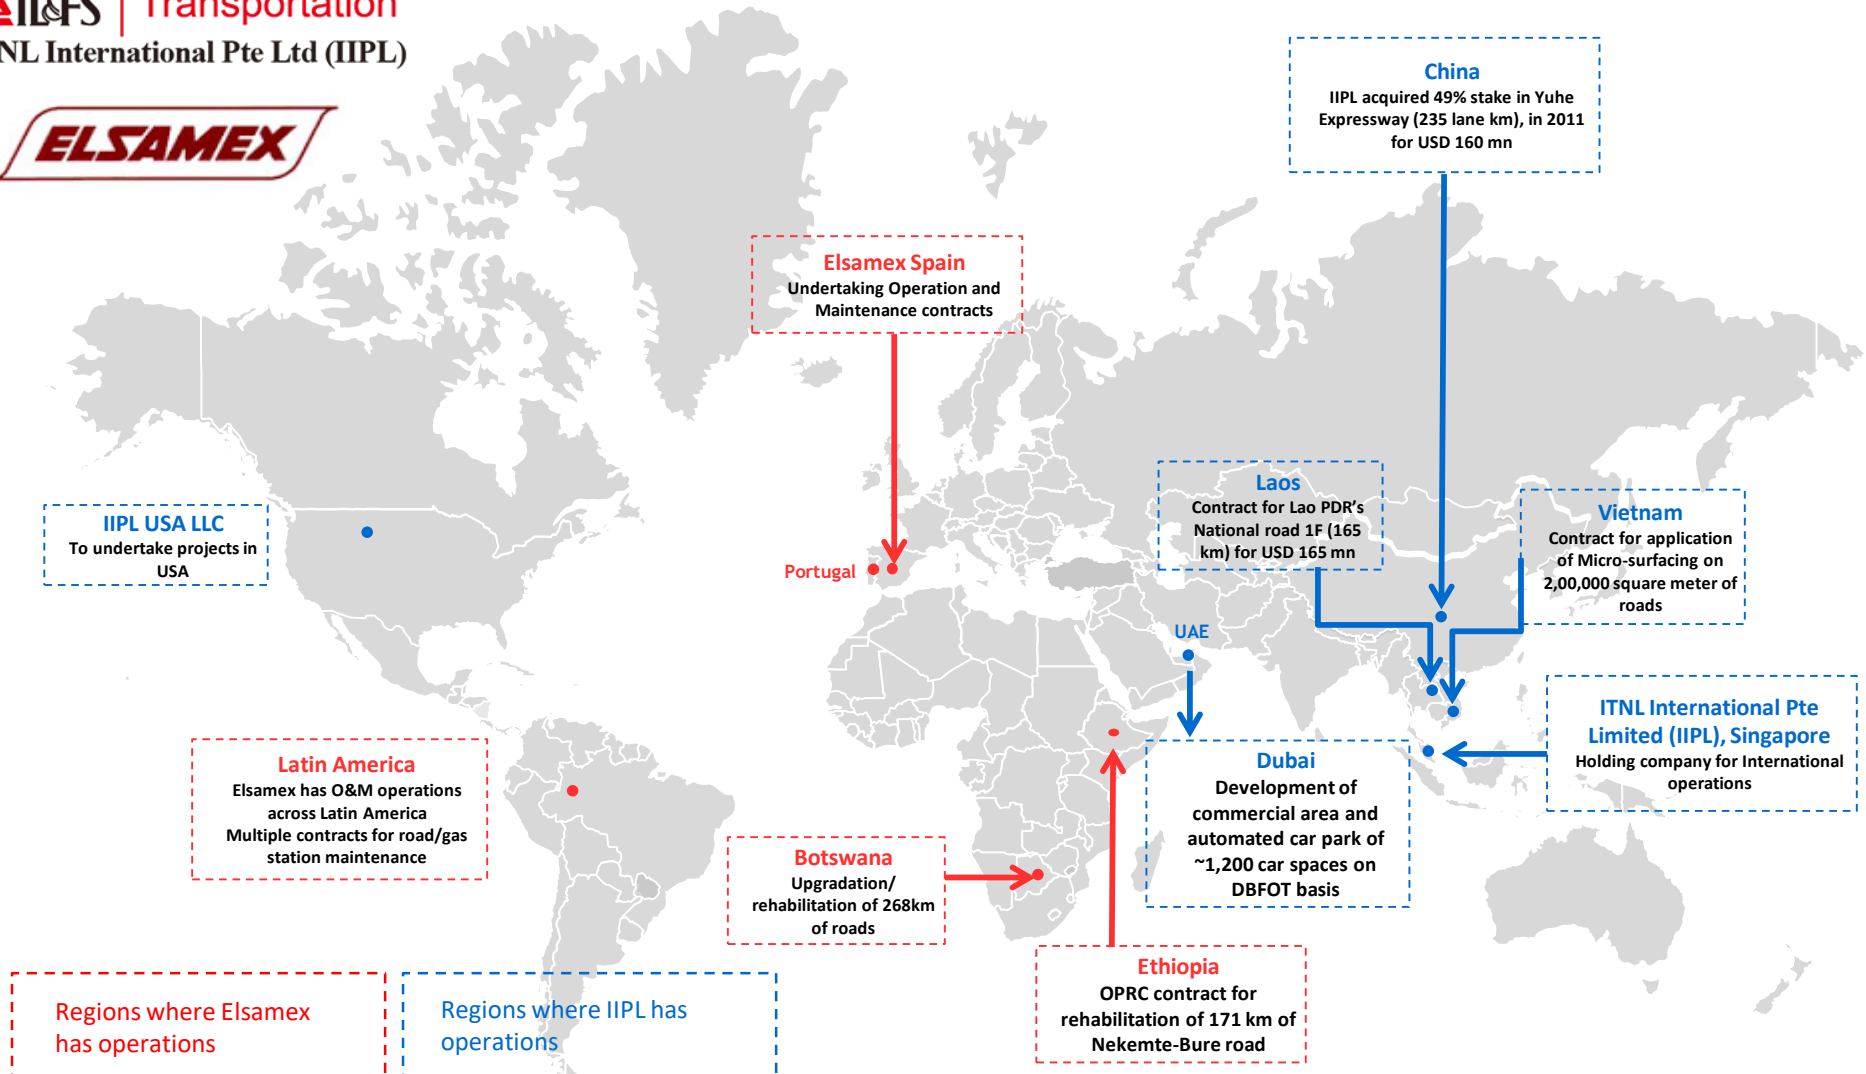 IL&FS Transportation
NL International Pte Ltd (IIPL)
ELSAMEX
China
IIPL acquired 49% stake in Yuhe
Expressway (235 lane km), in 2011
for USD 160 mn
Elsamex Spain
Undertaking Operation and
Maintenance contracts
Laos
Contract for Lao PDR’s
National road 1F (165
km) for USD 165 mn
Vietnam
Contract for application
of Micro-surfacing on
2,00,000 square meter of
roads
IIPL USA LLC
To undertake projects in
USA
Portugal
UAE
ITNL International Pte
Limited (IIPL), Singapore
Holding company for International
operations
Latin America
Elsamex has O&M operations
across Latin America
Multiple contracts for road/gas
station maintenance
Dubai
Development of
commercial area and
automated car park of
~1,200 car spaces on
DBFOT basis
Botswana
Upgradation/
rehabilitation of 268km
of roads
Ethiopia
OPRC contract for
rehabilitation of 171 km of
Nekemte-Bure road
Regions where Elsamex
has operations
Regions where IIPL has
operations